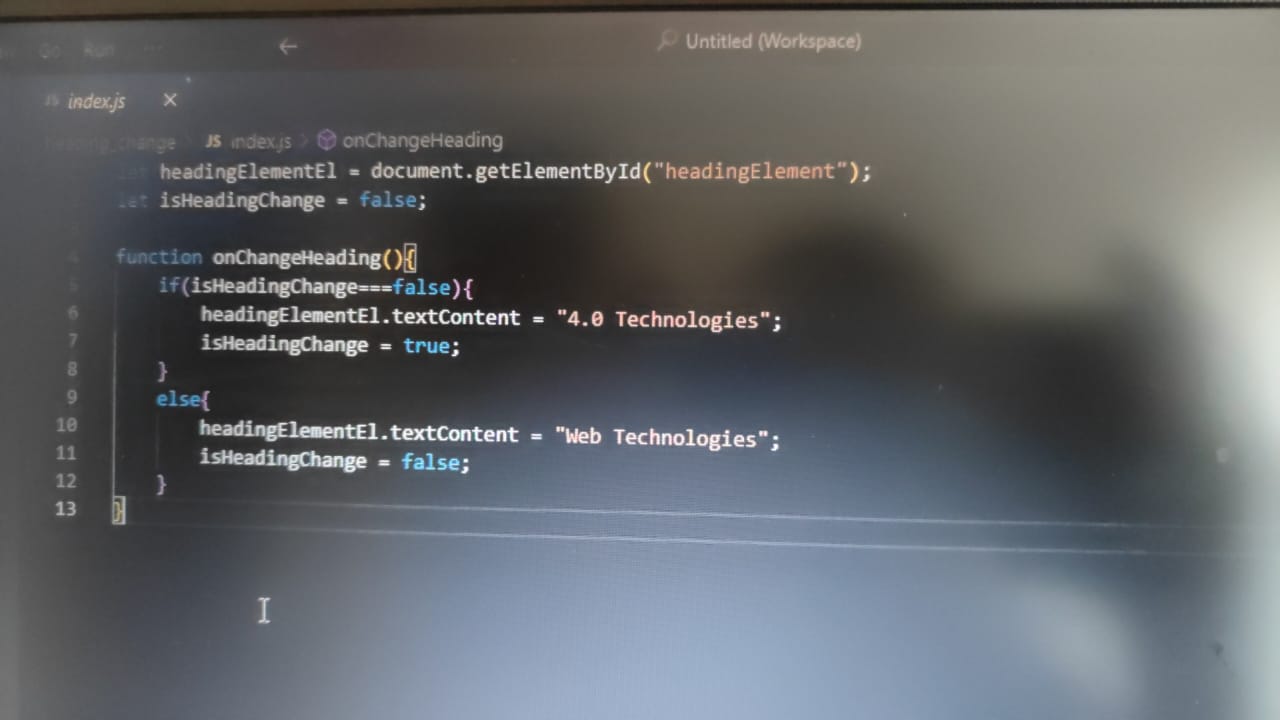 Go Run ... ← Untitled (Workspace)
JS index.js ×
heading_change > JS index.js > onChangeHeading
let headingElementEl = document.getElementById("headingElement");
let isHeadingChange = false;
4 function onChangeHeading(){
5 if(isHeadingChange===false){
6 headingElementEl.textContent = "4.0 Technologies";
7 isHeadingChange = true;
8 }
9 else{
10 headingElementEl.textContent = "Web Technologies";
11 isHeadingChange = false;
12 }
13 }